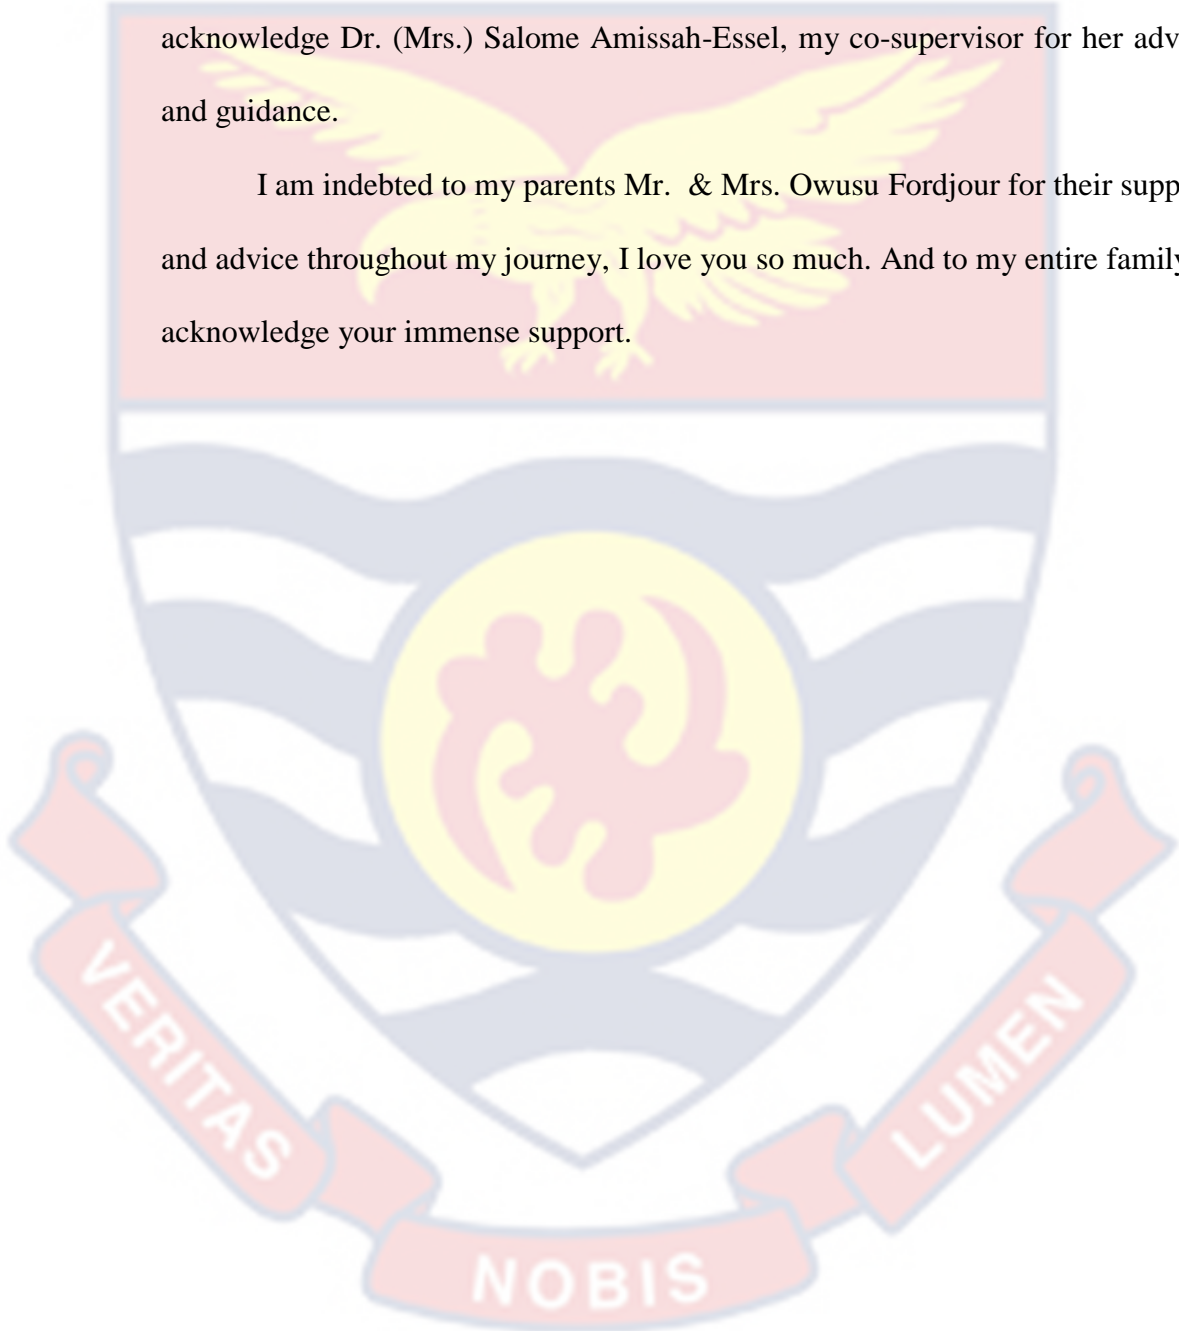 acknowledge Dr. (Mrs.) Salome Amissah-Essel, my co-supervisor for her adv
and guidance.
I am indebted to my parents Mr. & Mrs. Owusu Fordjour for their supp
and advice throughout my journey, I love you so much. And to my entire family
acknowledge your immense support.
VERITAS
NOBIS
LUMEN